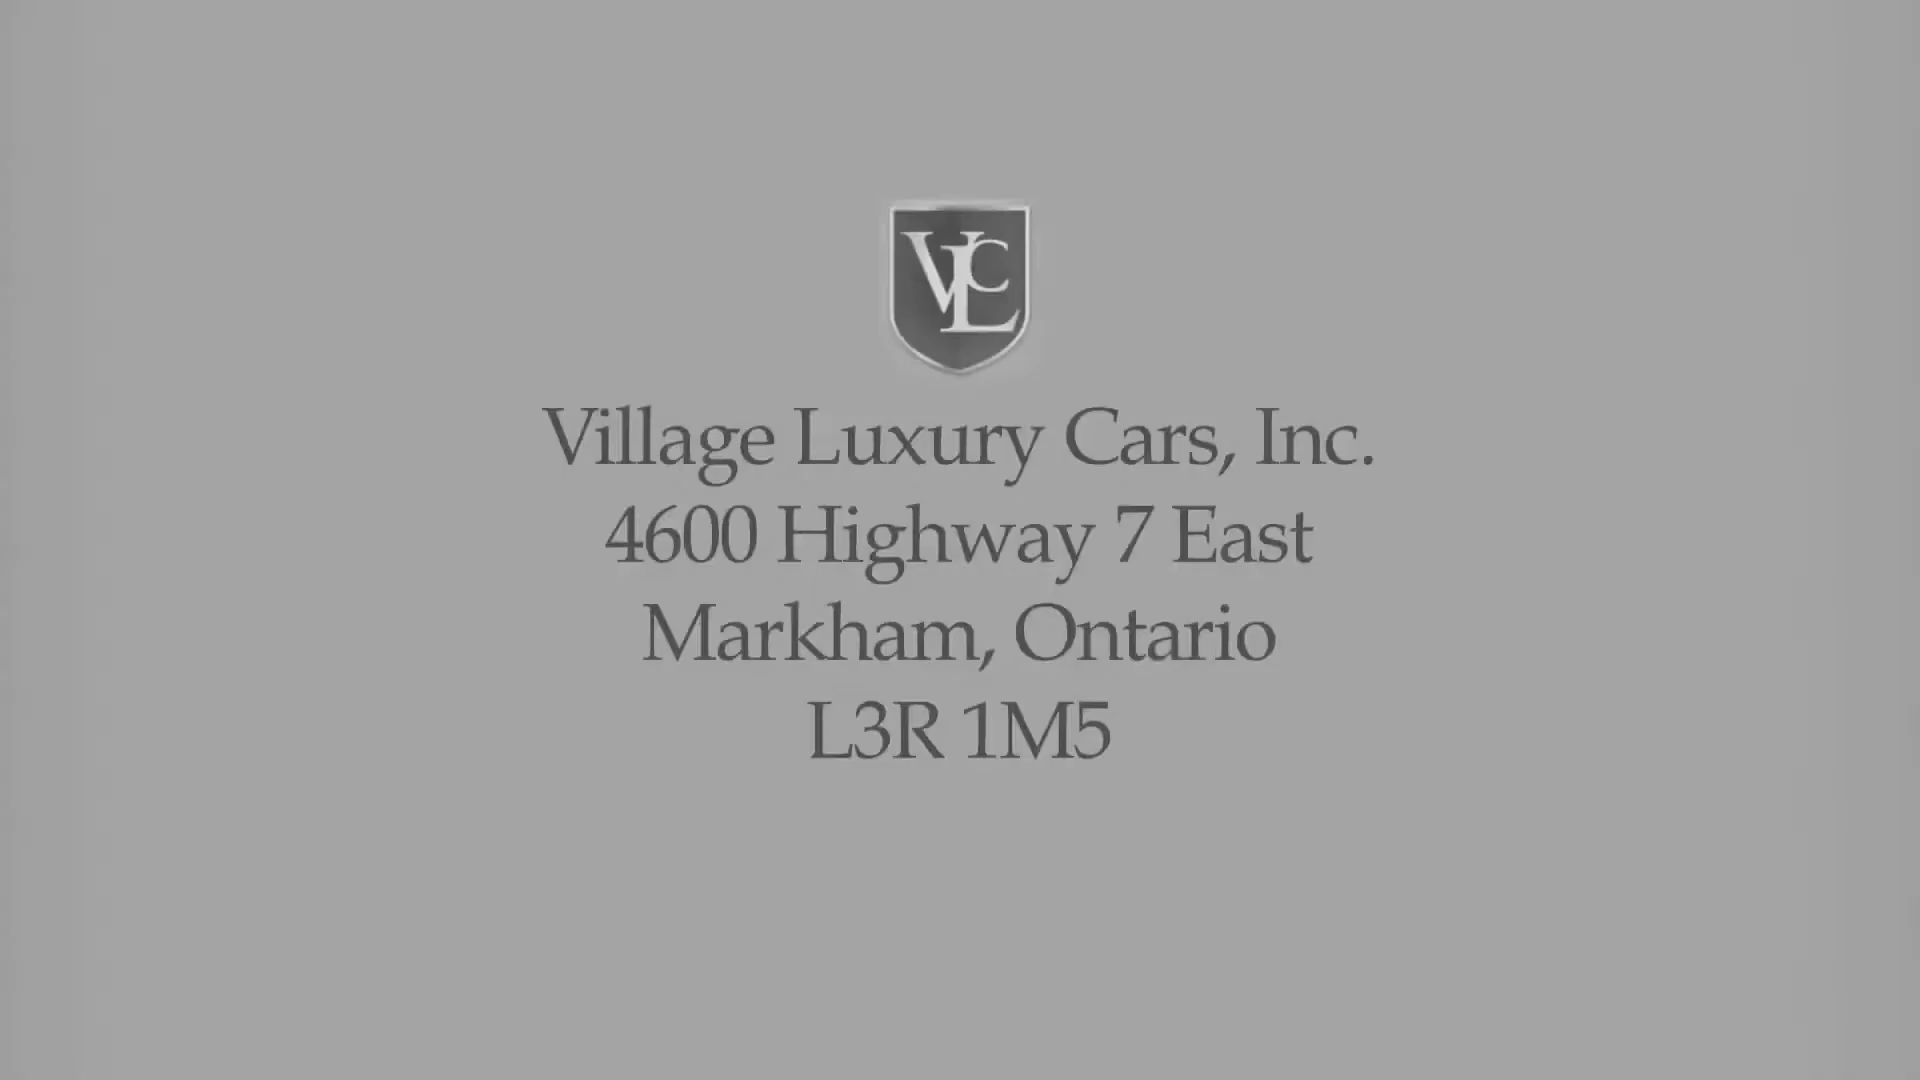 VLC
Village Luxury Cars, Inc.
4600 Highway 7 East
Markham, Ontario
L3R 1M5